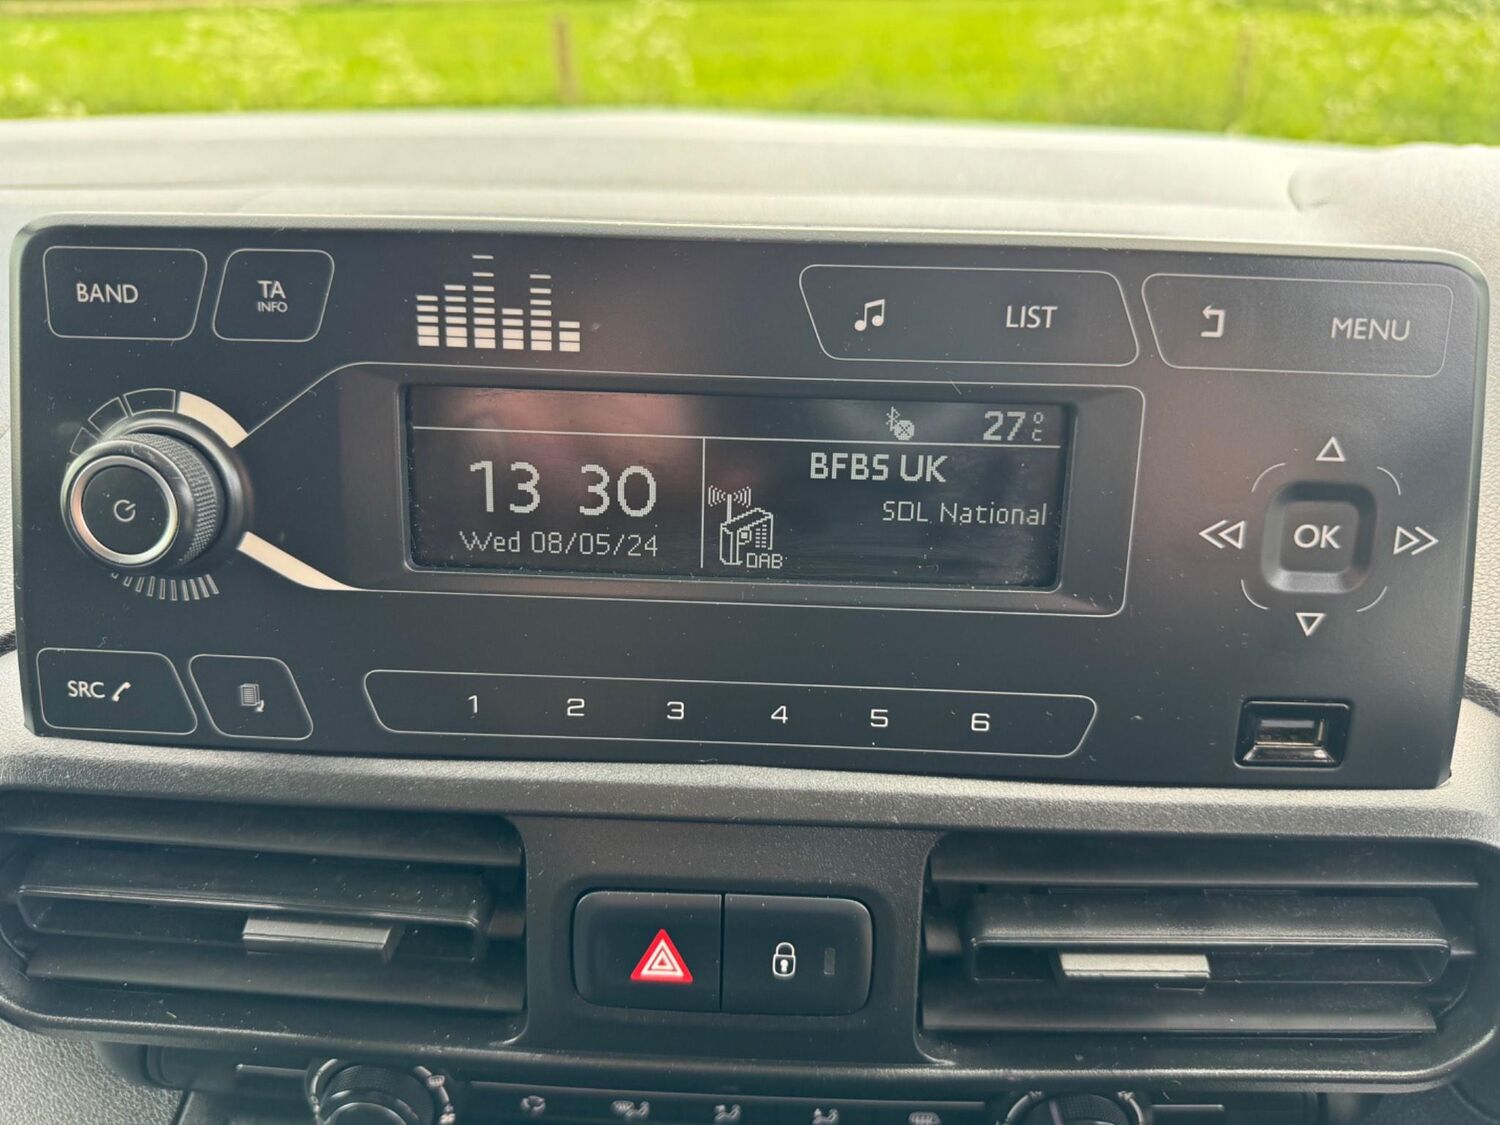 BAND
TA
INFO
LIST
MENU
27°C
13 30
BFBS UK
SDL National
Wed 08/05/24
DAB
OK
SRC
1 2 3 4 5 6